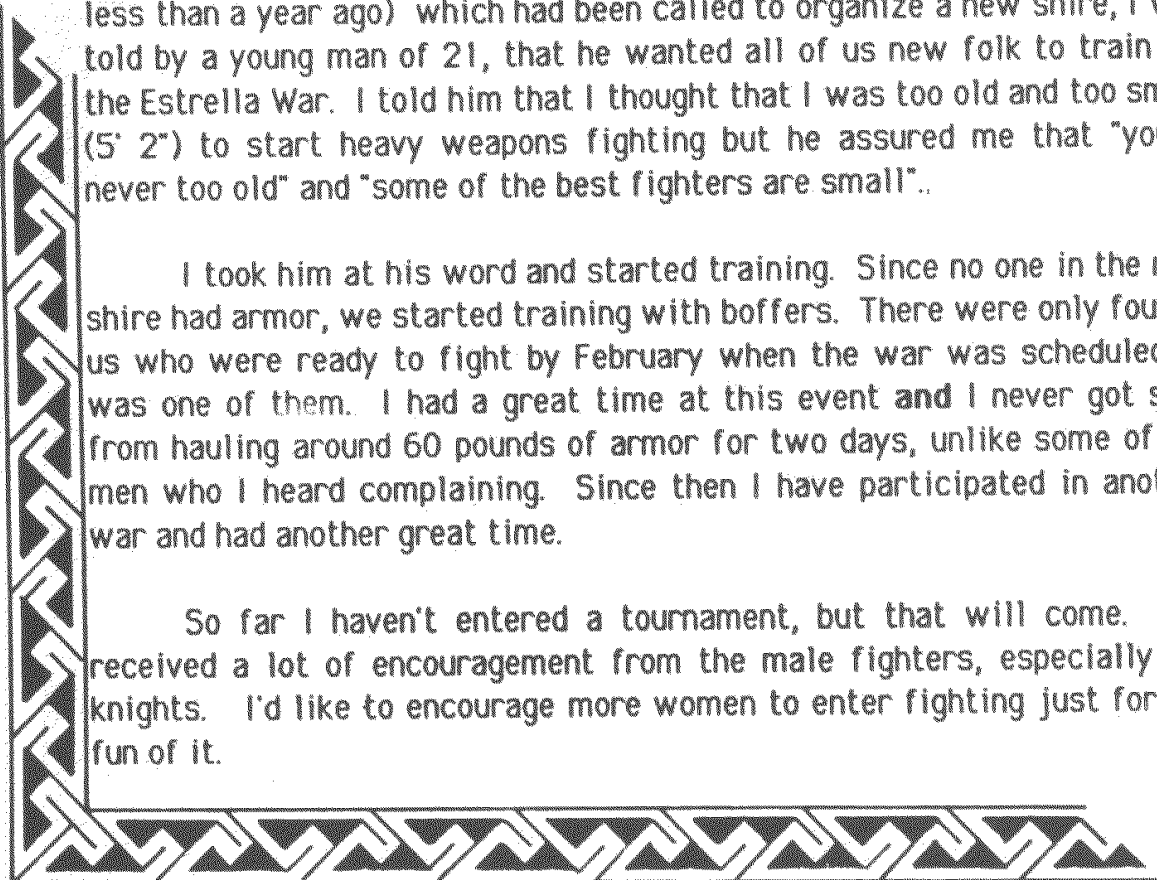 less than a year ago) which had been called to organize a new shire, I
told by a young man of 21, that he wanted all of us new folk to train
the Estrella War. I told him that I thought that I was too old and too sm
(5' 2") to start heavy weapons fighting but he assured me that "yo
never too old" and "some of the best fighters are small"..
I took him at his word and started training. Since no one in the
shire had armor, we started training with boffers. There were only fou
us who were ready to fight by February when the war was scheduled
was one of them. I had a great time at this event and I never got s
from hauling around 60 pounds of armor for two days, unlike some of
men who I heard complaining. Since then I have participated in anot
war and had another great time.
So far I haven't entered a tournament, but that will come.
received a lot of encouragement from the male fighters, especially
knights. I'd like to encourage more women to enter fighting just for
fun of it.